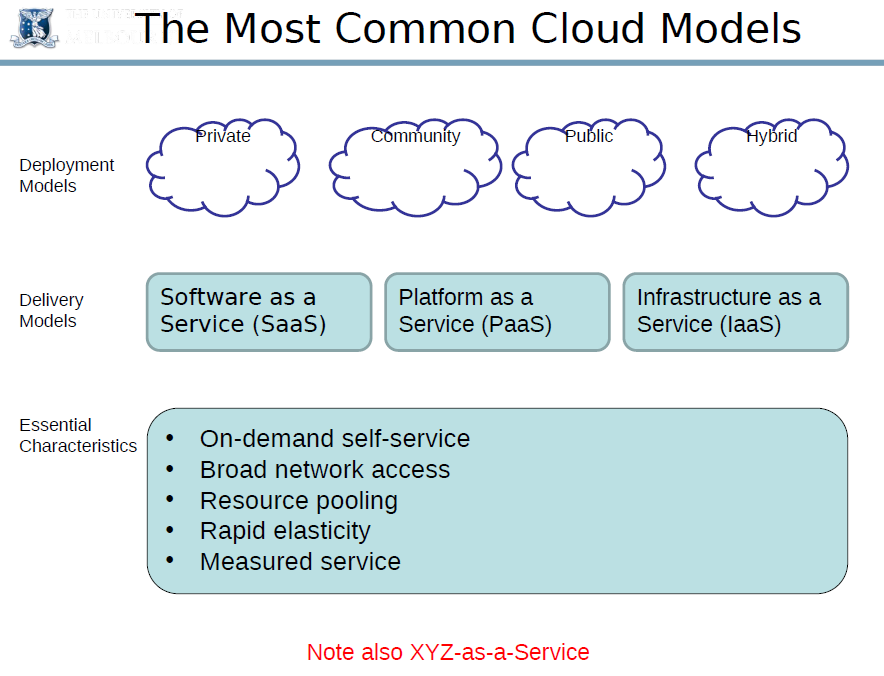 The Most Common Cloud Models
Private
Community
Public
Hybrid
Deployment
Models
Software as a
Service (SaaS)
Platform as a
Service (PaaS)
Infrastructure as a
Service (IaaS)
Delivery
Models
Essential
Characteristics
• On-demand self-service
• Broad network access
• Resource pooling
• Rapid elasticity
• Measured service
Note also XYZ-as-a-Service